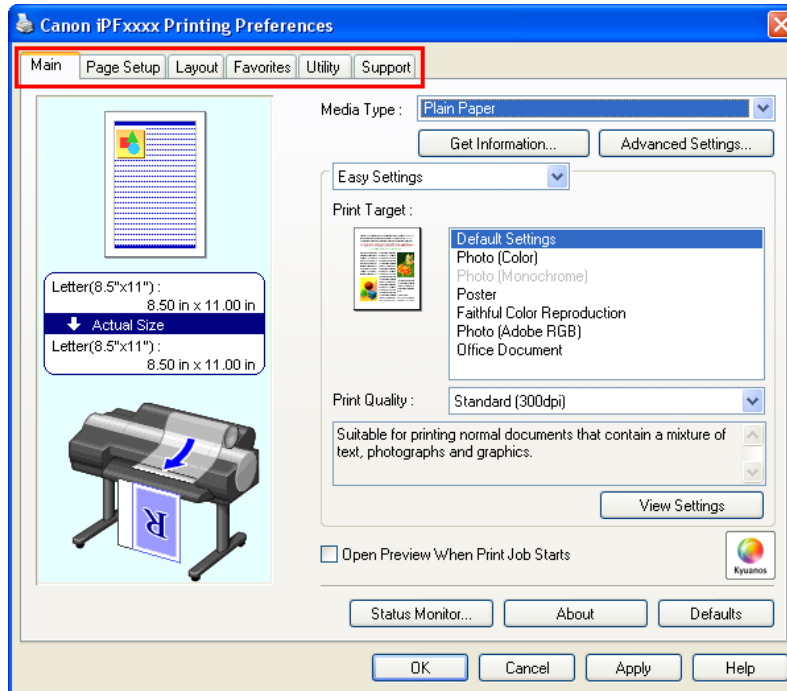 Canon iPFxxxx Printing Preferences
Main Page Setup Layout Favorites Utility Support
Media Type : Plain Paper
Get Information... Advanced Settings...
Easy Settings
Print Target :
Default Settings
Photo (Color)
Photo (Monochrome)
Poster
Faithful Color Reproduction
Photo (Adobe RGB)
Office Document
Letter(8.5"x11") :
8.50 in x 11.00 in
Actual Size
Letter(8.5"x11") :
8.50 in x 11.00 in
R
Print Quality : Standard (300dpi)
Suitable for printing normal documents that contain a mixture of
text, photographs and graphics.
View Settings
Open Preview When Print Job Starts
Kyuanos
Status Monitor... About Defaults
OK Cancel Apply Help